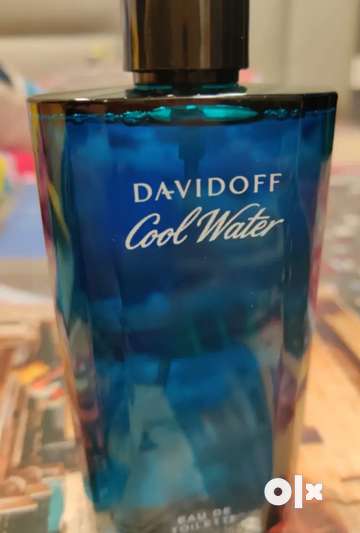 DAVIDOFF
Cool Water
EAU DE
TOILETTE
olx